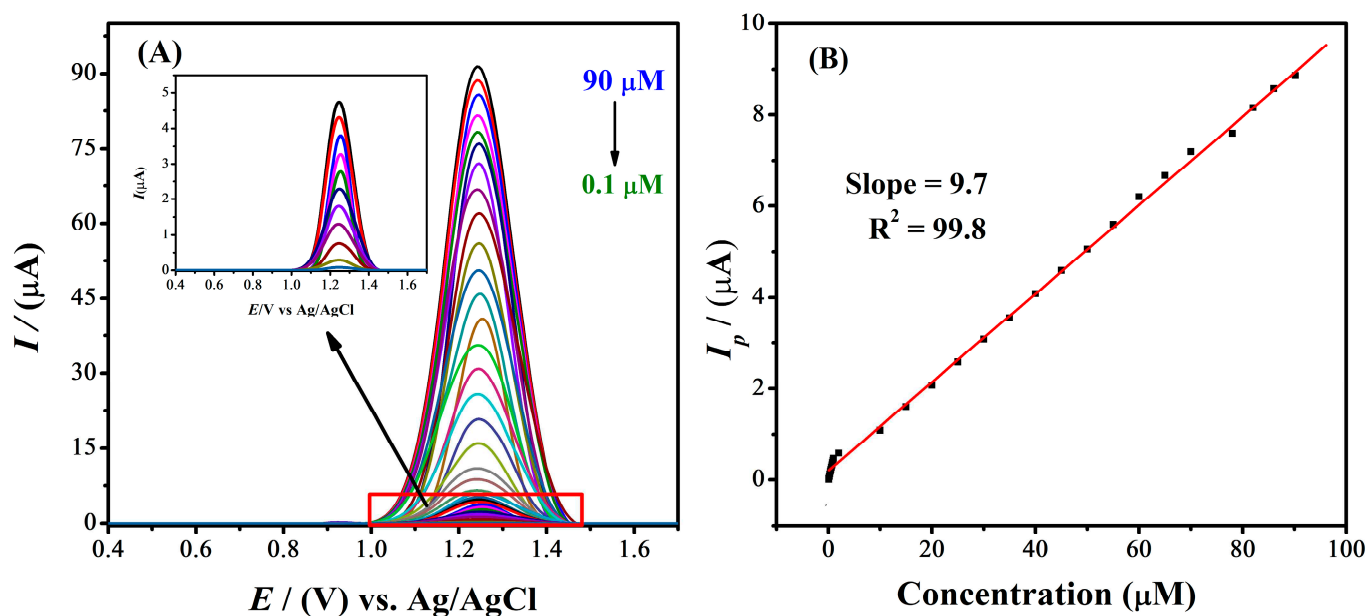 (A)
90 μM
0.1 μM
I / (μA)
90
75
60
45
30
15
0
0.4 0.6 0.8 1.0 1.2 1.4 1.6
E / (V) vs. Ag/AgCl
I(μA)
5
4
3
2
1
0
0.4 0.6 0.8 1.0 1.2 1.4 1.6
E/V vs Ag/AgCl
(B)
Slope = 9.7
R² = 99.8
Iₚ / (μA)
10
8
6
4
2
0
0 20 40 60 80 100
Concentration (μM)